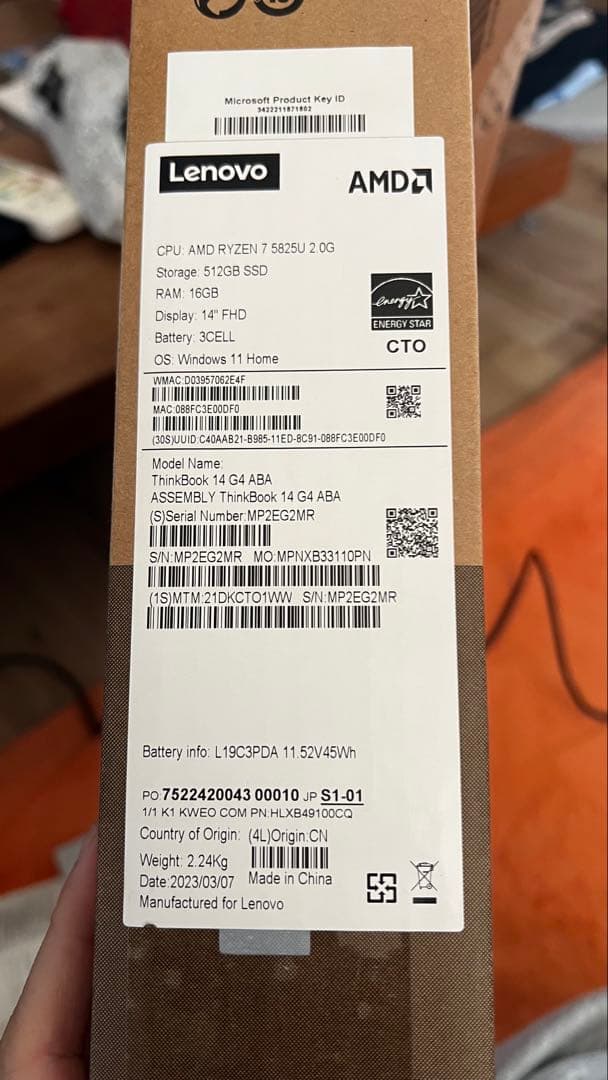 Microsoft Product Key ID
3422211871802
Lenovo
AMD
CPU: AMD RYZEN 7 5825U 2.0G
Storage: 512GB SSD
RAM: 16GB
Display: 14" FHD
Battery: 3CELL
OS: Windows 11 Home
energy
ENERGY STAR
CTO
WMAC:D03957062E4F
MAC:088FC3E00DF0
(30S)UUID:C40AAB21-B985-11ED-8C91-088FC3E00DF0
Model Name:
ThinkBook 14 G4 ABA
ASSEMBLY ThinkBook 14 G4 ABA
(S)Serial Number:MP2EG2MR
S/N:MP2EG2MR MO:MPNXB33110PN
(1S)MTM:21DKCTO1WW S/N:MP2EG2MR
Battery info: L19C3PDA 11.52V45Wh
PO:7522420043 00010 JP S1-01
1/1 K1 KWEO COM PN:HLXB49100CQ
Country of Origin: (4L)Origin:CN
Weight: 2.24Kg
Date:2023/03/07 Made in China
Manufactured for Lenovo